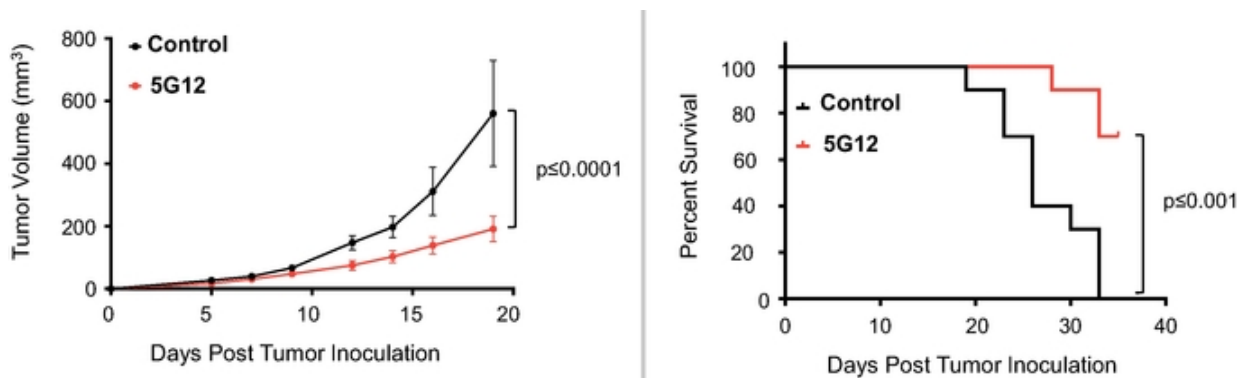 Tumor Volume (mm³)
800
600
400
200
0
Control
5G12
p≤0.0001
0 5 10 15 20
Days Post Tumor Inoculation
Percent Survival
100
80
60
40
20
0
Control
5G12
p≤0.001
0 10 20 30 40
Days Post Tumor Inoculation